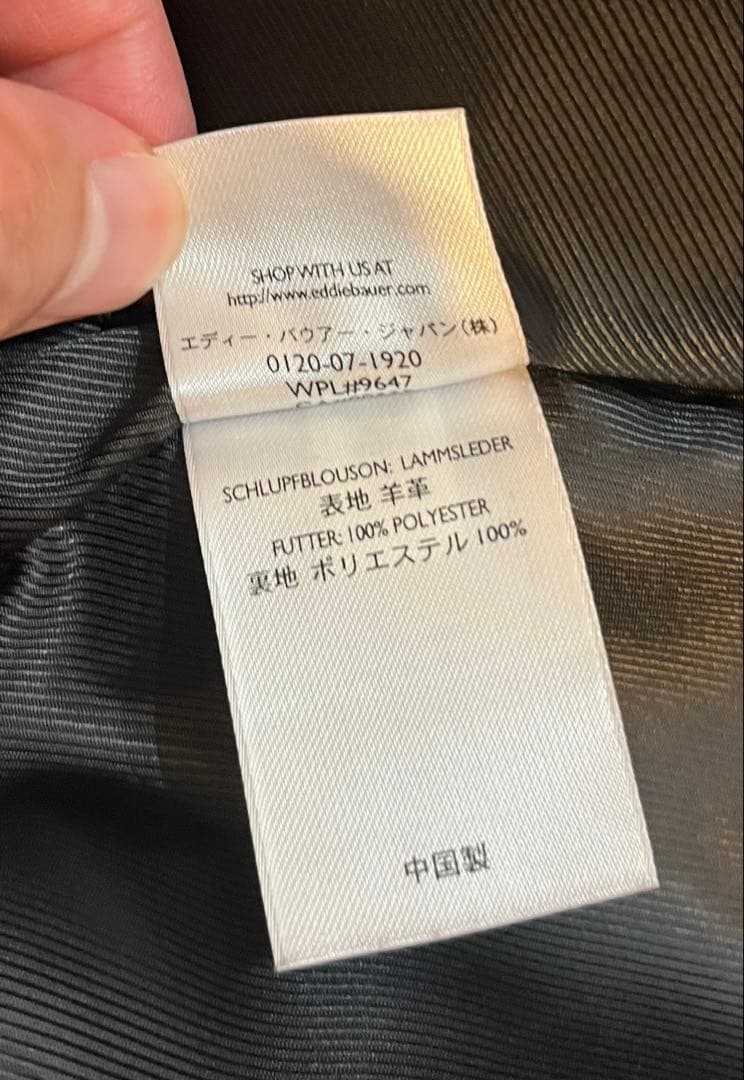 SHOP WITH US AT
http://www.eddiebauer.com
エディー・バウアー・ジャパン(株)
0120-07-1920
WPL#9647
SCHLUPFBLOUSON: LAMMSLEDER
表地 羊革
FUTTER: 100% POLYESTER
裏地 ポリエステル 100%
中国製